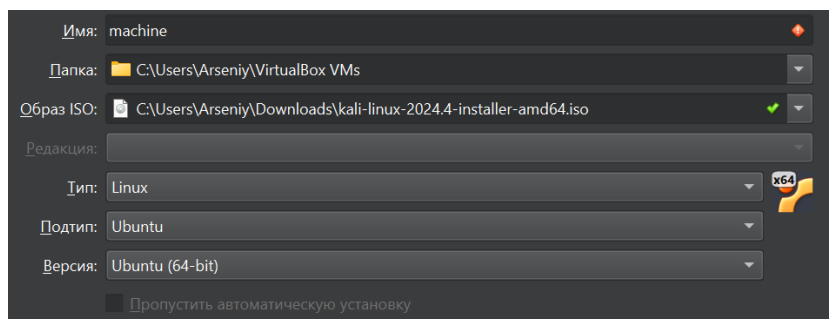 Имя: machine
Папка: C:\Users\Arseniy\VirtualBox VMs
Образ ISO: C:\Users\Arseniy\Downloads\kali-linux-2024.4-installer-amd64.iso
Редакция:
Тип: Linux
x64
Подтип: Ubuntu
Версия: Ubuntu (64-bit)
Пропустить автоматическую установку